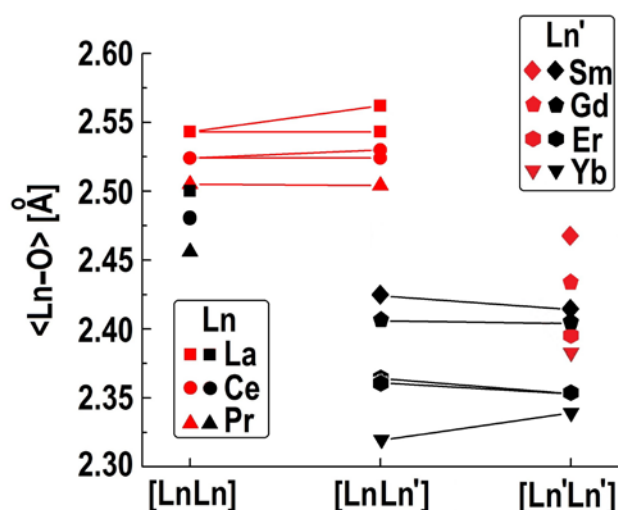 <Ln–O> [Å]
2.60
2.55
2.50
2.45
2.40
2.35
2.30
Ln'
Sm
Gd
Er
Yb
Ln
La
Ce
Pr
[LnLn] [LnLn'] [Ln'Ln']